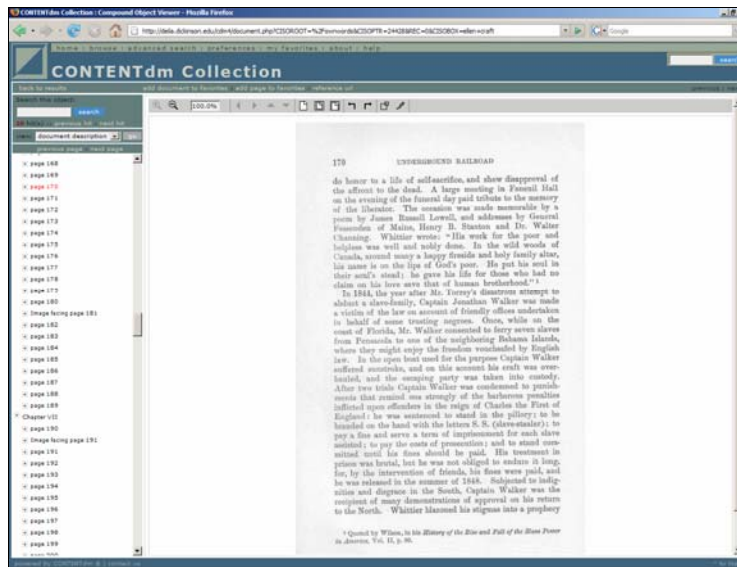 CONTENTdm Collection : Compound Object Viewer - Mozilla Firefox
home | browse | advanced search | preferences | my favorites | about | help
CONTENTdm Collection
back to results
add document to favorites : add page to favorites : reference url
Search this object:
search
previous hit : next hit
view: document description
previous page : next page
100.0%
page 168
page 169
page 170
page 171
page 172
page 173
page 174
page 175
page 176
page 177
page 178
page 180
Image facing page 181
page 182
page 183
page 184
page 185
page 186
page 187
page 188
page 189
Chapter VII
page 190
Image facing page 191
page 191
page 192
page 193
page 194
page 195
page 196
page 197
page 198
page 199
170 UNDERGROUND RAILROAD
do honor to a life of self-sacrifice, and show disapproval of
the affront to the dead. A large meeting in Faneuil Hall
on the evening of the funeral day paid tribute to the memory
of the liberator. The occasion was made memorable by a
poem by James Russell Lowell, and addresses by General
Fessenden of Maine, Henry B. Stanton and Dr. Walter
Channing. Whittier wrote: "His work for the poor and
helpless was well and nobly done. In the wild woods of
Canada, around many a happy fireside and holy family altar,
his name is on the lips of God's poor. He put his soul in
their soul's stead; he gave his life for those who had no
claim on his love save that of human brotherhood." 1
In 1844, the year after Mr. Torrey's disastrous attempt to
abduct a slave-family, Captain Jonathan Walker was made
a victim of the law on account of friendly offices undertaken
in behalf of some trusting negroes. Once, while on the
coast of Florida, Mr. Walker consented to ferry seven slaves
from Pensacola to one of the neighboring Bahama Islands,
where they might enjoy the freedom vouchsafed by English
law. In the open boat used for the purpose Captain Walker
suffered sunstroke, and on this account his craft was over-
hauled, and the escaping party was taken into custody.
After two trials Captain Walker was condemned to punish-
ments that remind one strongly of the barbarous penalties
inflicted upon offenders in the reign of Charles the First of
England: he was sentenced to stand in the pillory; to be
branded on the hand with the letters S. S. (slave-stealer); to
pay a fine and serve a term of imprisonment for each slave
assisted; to pay the costs of prosecution; and to stand com-
mitted until his fines should be paid. His treatment in
prison was brutal, but he was not obliged to endure it long,
for, by the intervention of friends, his fines were paid, and
he was released in the summer of 1845. Subjected to indig-
nities and disgrace in the South, Captain Walker was the
recipient of many demonstrations of approval on his return
to the North. Whittier blazoned his stigmas into a prophecy
1 Quoted by Wilson, in his History of the Rise and Fall of the Slave Power
in America, Vol. II, p. 80.
powered by CONTENTdm ® | contact us